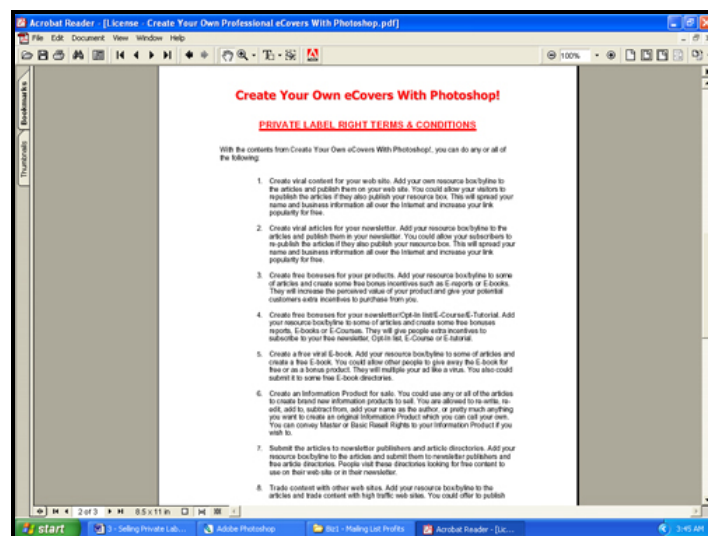 Acrobat Reader - [License - Create Your Own Professional eCovers With Photoshop.pdf]
File Edit Document View Window Help
100%
Bookmarks
Thumbnails
Create Your Own eCovers With Photoshop!
PRIVATE LABEL RIGHT TERMS & CONDITIONS
With the contents from Create Your Own eCovers With Photoshop!, you can do any or all of
the following:
1. Create viral content for your web site. Add your own resource box/byline to
the articles and publish them on your web site. You could allow your visitors to
republish the articles if they also publish your resource box. This will spread your
name and business information all over the Internet and increase your link
popularity for free.
2. Create viral articles for your newsletter. Add your resource box/byline to the
articles and publish them in your newsletter. You could allow your subscribers to
re-publish the articles if they also publish your resource box. This will spread your
name and business information all over the Internet and increase your link
popularity for free.
3. Create free bonuses for your products. Add your resource box/byline to some
of articles and create some free bonus incentives such as E-reports or E-books.
They will increase the perceived value of your product and give your potential
customers extra incentives to purchase from you.
4. Create free bonuses for your newsletter/Opt-In list/E-Course/E-Tutorial. Add
your resource box/byline to some of articles and create some free bonuses
reports, E-books or E-Courses. They will give people extra incentives to
subscribe to your free newsletter, Opt-in list, E-Course or E-tutorial.
5. Create a free viral E-book. Add your resource box/byline to some of articles and
create a free E-book. You could allow other people to give away the E-book for
free or as a bonus product. They will multiple your ad like a virus. You also could
submit it to some free E-book directories.
6. Create an Information Product for sale. You could use any or all of the articles
to create brand new information products to sell. You are allowed to re-write, re-
edit, add to, subtract from, add your name as the author, or pretty much anything
you want to create an original Information Product which you can call your own.
You can convey Master or Basic Resell Rights to your Information Product if you
wish to.
7. Submit the articles to newsletter publishers and article directories. Add your
resource box/byline to the articles and submit them to newsletter publishers and
free article directories. People visit these directories looking for free content to
use on their web site or in their newsletter.
8. Trade content with other web sites. Add your resource box/byline to the
articles and trade content with high traffic web sites. You could offer to publish
2 of 3 8.5 x 11 in
start 3 - Selling Private Lab... Adobe Photoshop Biz1 - Mailing List Profits Acrobat Reader - [Lic... 3:45 AM